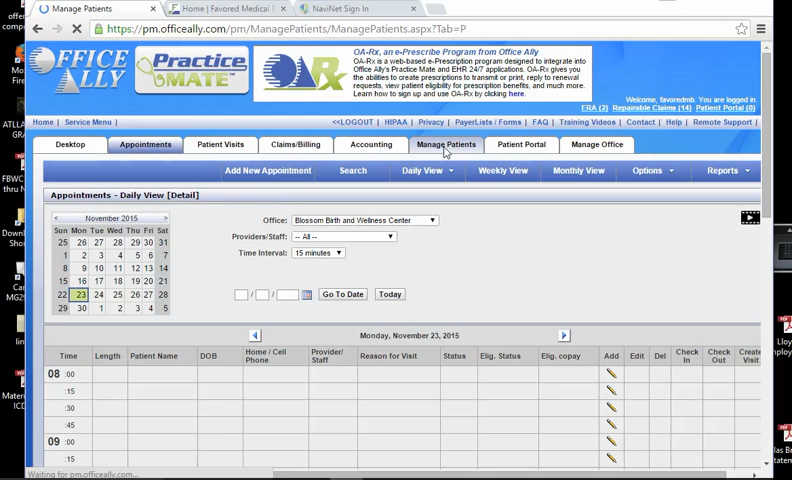 Manage Patients
Home | Favored Medical B
NaviNet Sign In
https://pm.officeally.com/ManagePatients/ManagePatients.aspx?Tab=P
OFFICE
ALLY
Practice
MATE
OARx
OA-Rx, an e-Prescribe Program from Office Ally
OA-Rx is a web-based e-Prescription program designed to integrate into
Office Ally's Practice Mate and EHR 24/7 applications. OA-Rx gives you
the abilities to create prescriptions to transmit or print, reply to renewal
requests, view patient eligibility for prescription benefits, and much more.
Learn how to sign up and use OA-Rx by clicking here.
Welcome, favoredmb. You are logged in
ERA (2) Repairable Claims (14) Patient Portal (0)
Home | Service Menu |
<<LOGOUT | HIPAA | Privacy | PayerLists / Forms | FAQ | Training Videos | Contact | Help | Remote Support |
Desktop Appointments Patient Visits Claims/Billing Accounting Manage Patients Patient Portal Manage Office
Add New Appointment Search Daily View Weekly View Monthly View Options Reports
Appointments - Daily View [Detail]
< November 2015 >
Sun Mon Tue Wed Thu Fri Sat
25 26 27 28 29 30 31
1 2 3 4 5 6 7
8 9 10 11 12 13 14
15 16 17 18 19 20 21
22 23 24 25 26 27 28
29 30 1 2 3 4 5
Office: Blossom Birth and Wellness Center
Providers/Staff: -- All --
Time Interval: 15 minutes
/ / Go To Date Today
Monday, November 23, 2015
Time Length Patient Name DOB Home / Cell Phone Provider/ Staff Reason for Visit Status Elig. Status Elig. copay Add Edit Del Check In Check Out Create Visit
08 :00
:15
:30
:45
09 :00
:15
Waiting for pm.officeally.com...